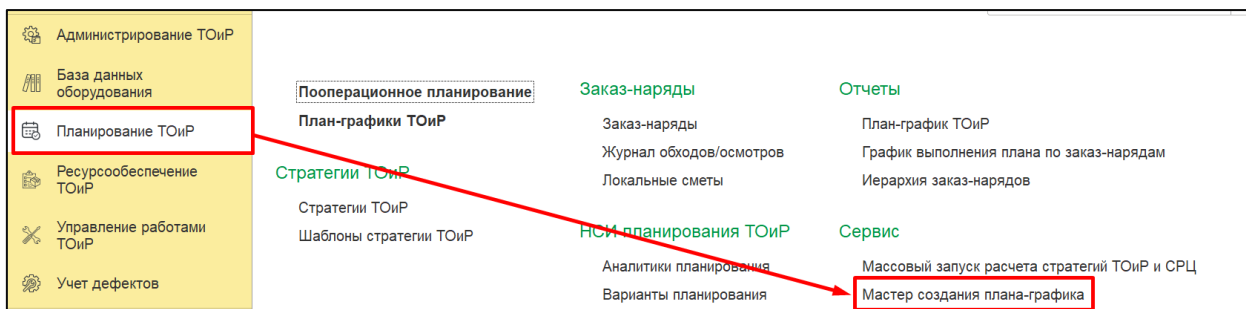 Администрирование ТОиР
База данных
оборудования
Планирование ТОиР
Ресурсообеспечение
ТОиР
Управление работами
ТОиР
Учет дефектов
Пооперационное планирование
План-графики ТОиР
Стратегии ТОиР
Стратегии ТОиР
Шаблоны стратегии ТОиР
Заказ-наряды
Заказ-наряды
Журнал обходов/осмотров
Локальные сметы
НСИ планирования ТОиР
Аналитики планирования
Варианты планирования
Отчеты
План-график ТОиР
График выполнения плана по заказ-нарядам
Иерархия заказ-нарядов
Сервис
Массовый запуск расчета стратегий ТОиР и СРЦ
Мастер создания плана-графика